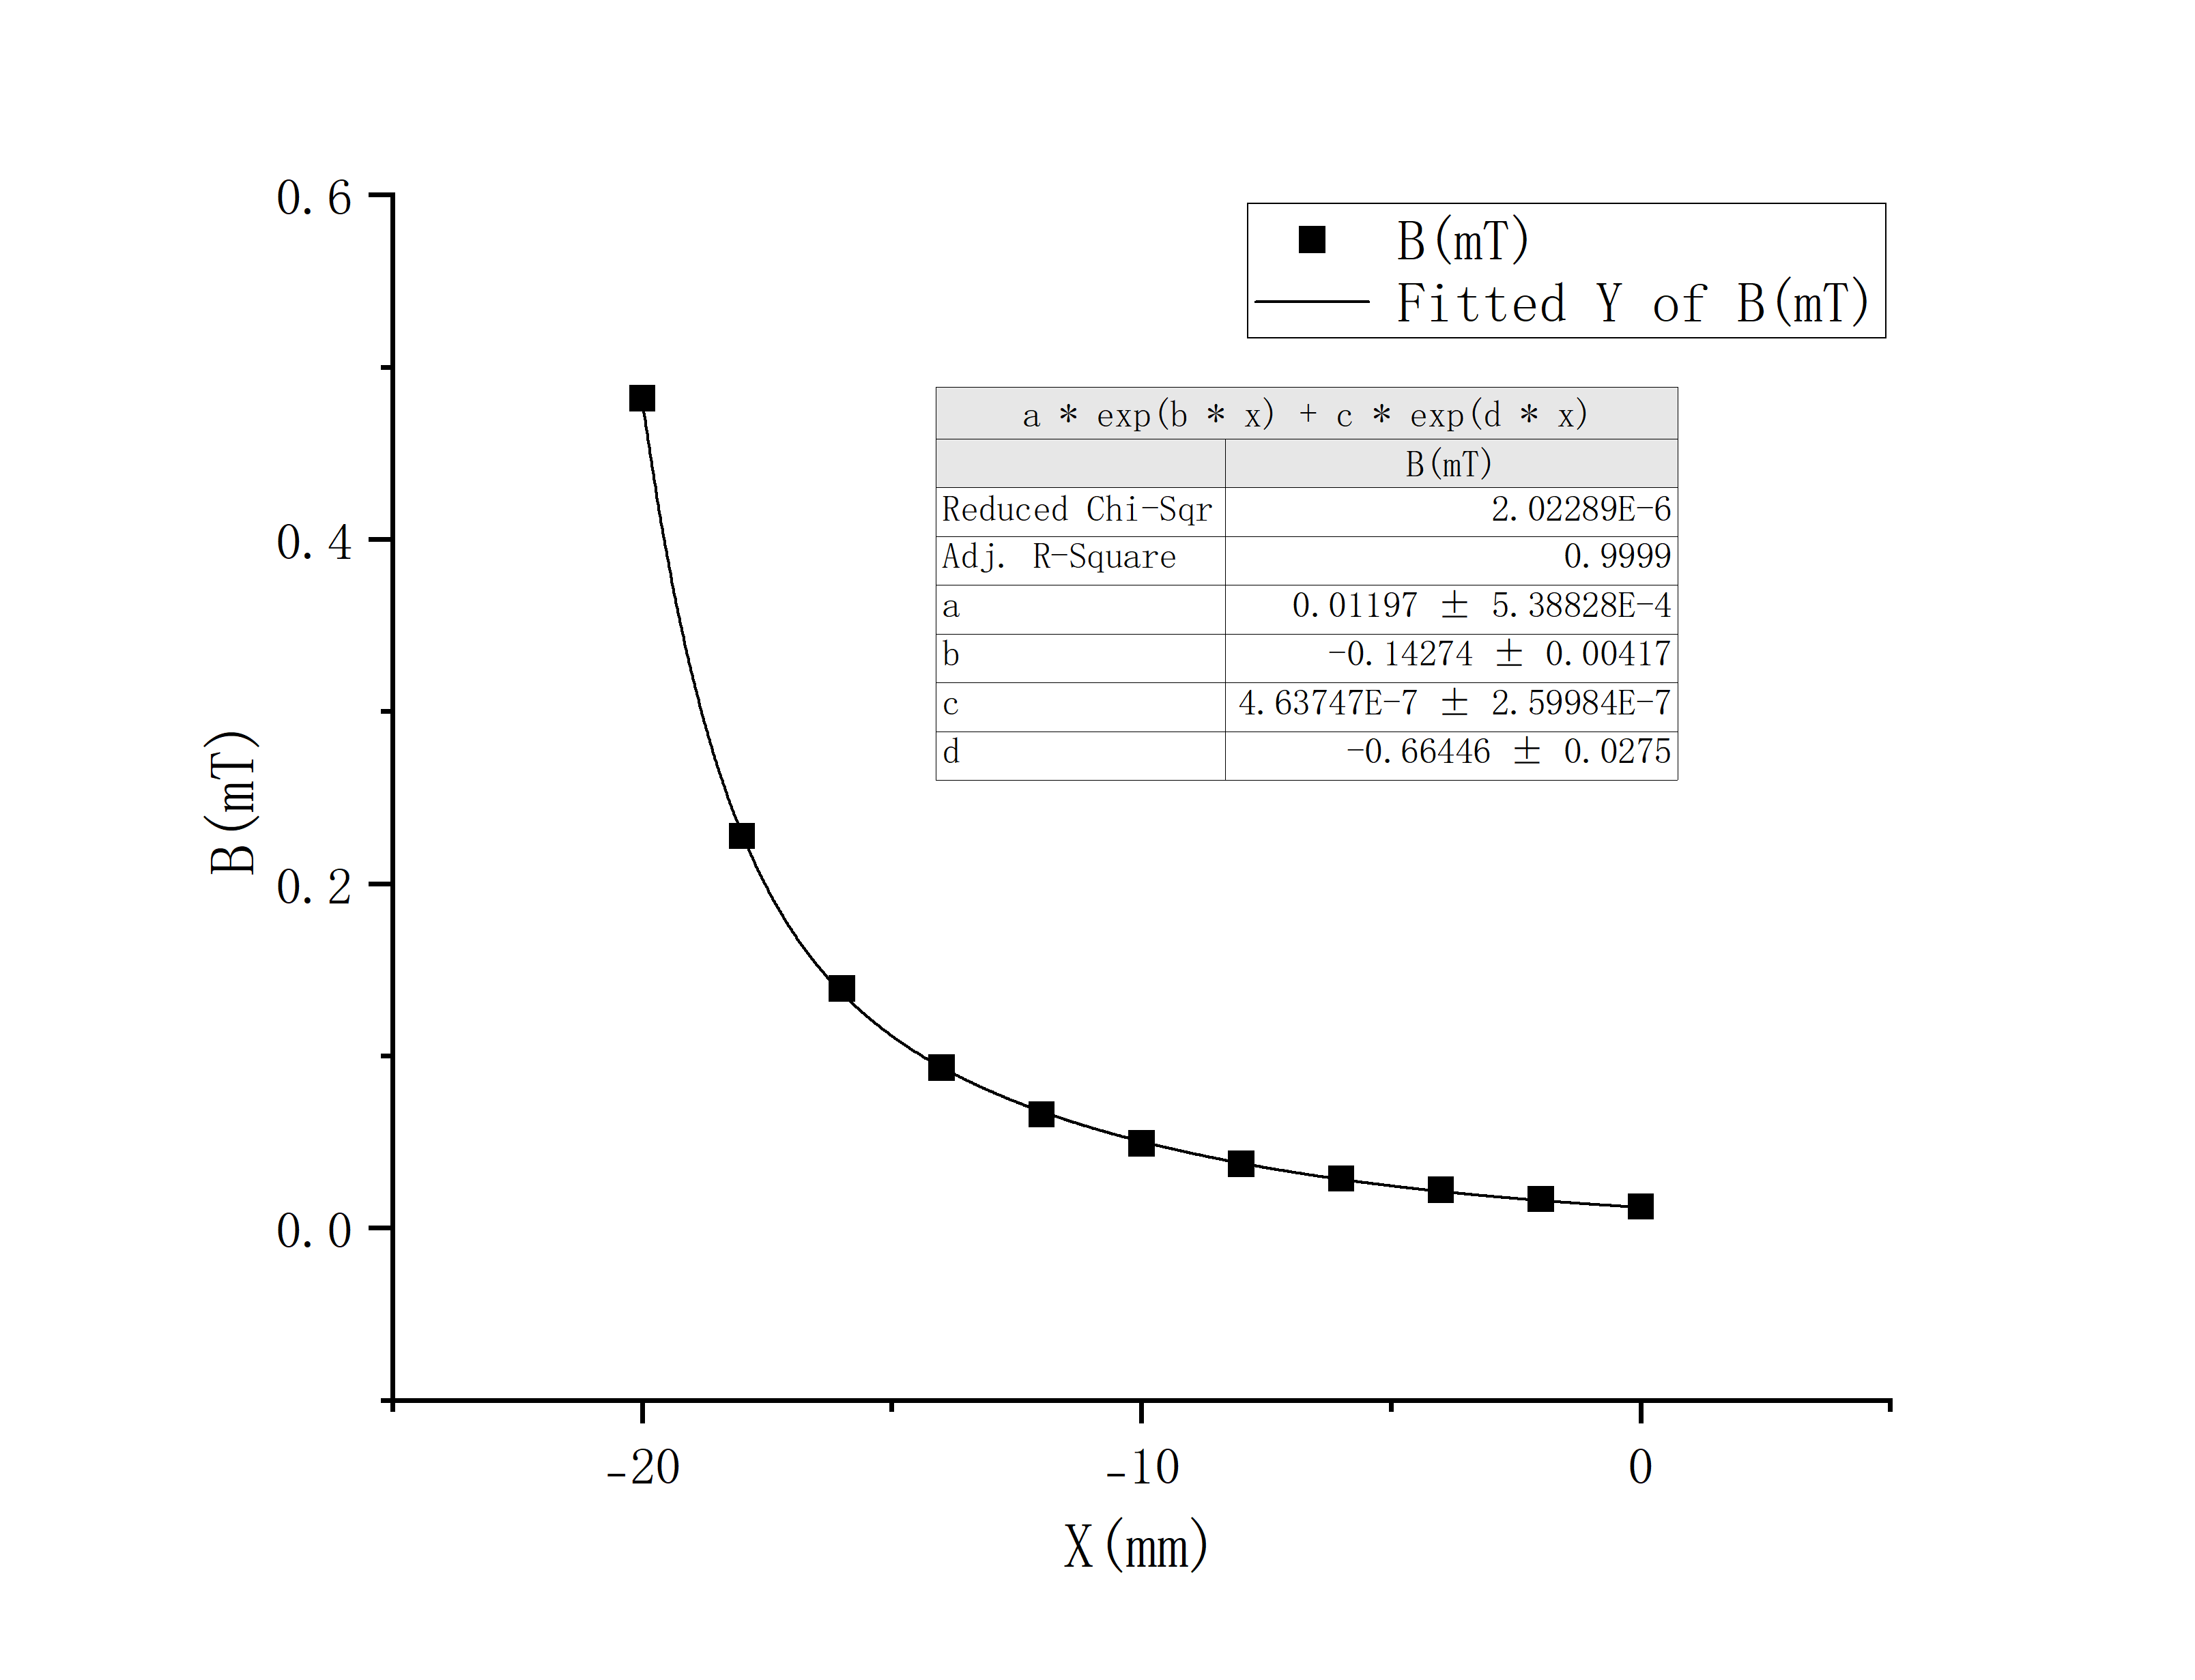 0.6
0.4
0.2
0.0
B(mT)
B(mT)
Fitted Y of B(mT)
a * exp(b * x) + c * exp(d * x)
B(mT)
Reduced Chi-Sqr 2.02289E-6
Adj. R-Square 0.9999
a 0.01197 ± 5.38828E-4
b -0.14274 ± 0.00417
c 4.63747E-7 ± 2.59984E-7
d -0.66446 ± 0.0275
-20 -10 0
X(mm)